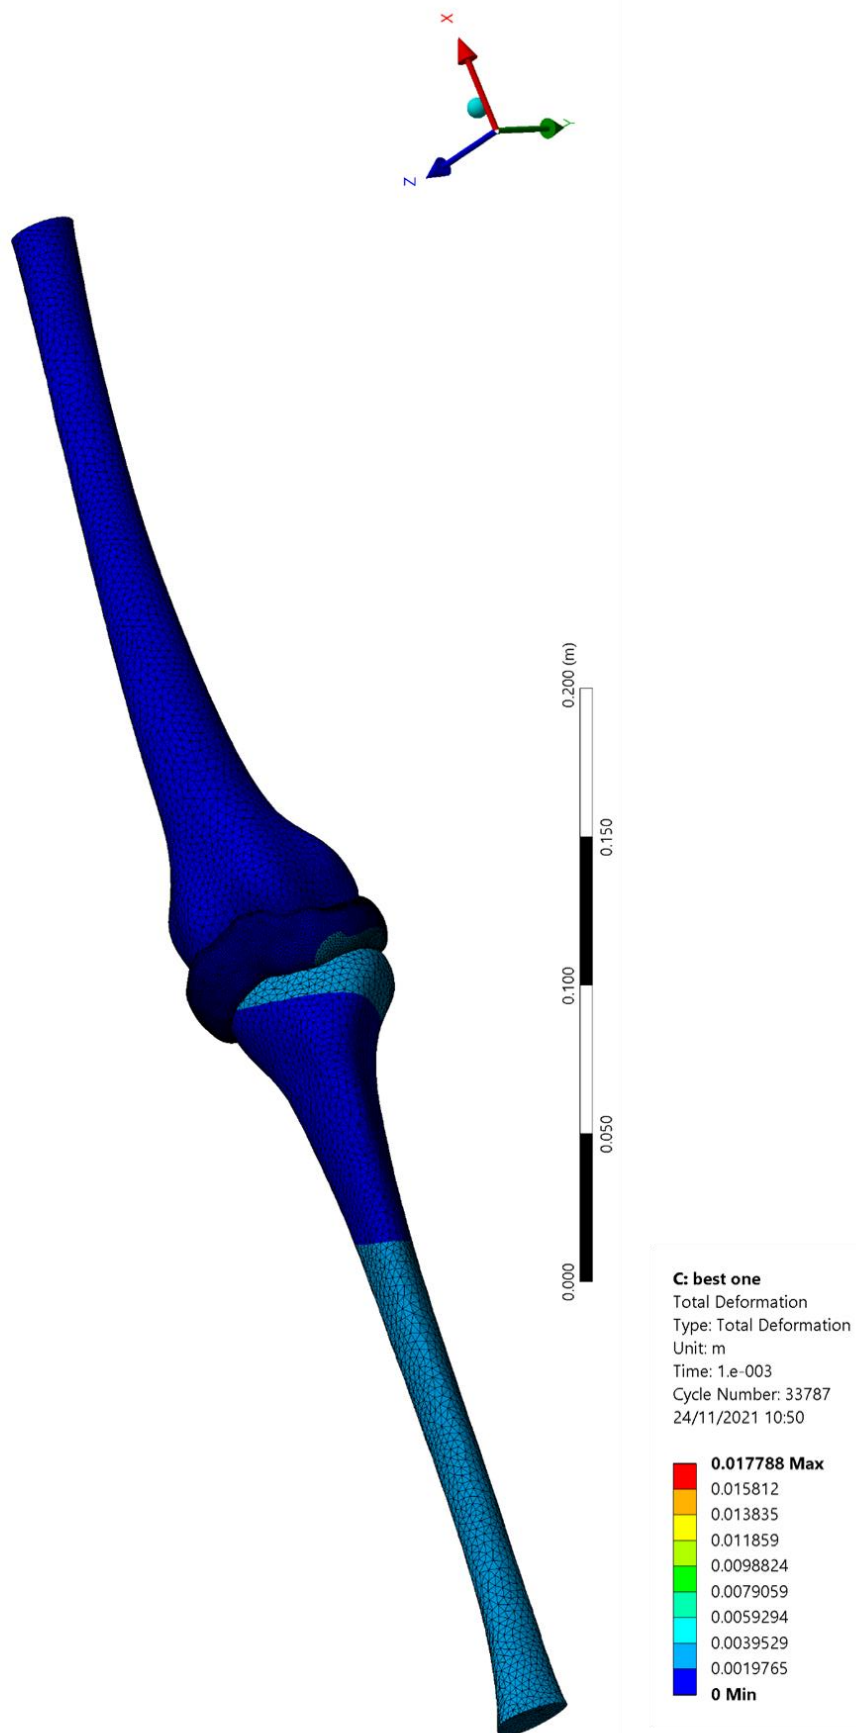 X
Y
Z
0.200 (m)
0.150
0.100
0.050
0.000
C: best one
Total Deformation
Type: Total Deformation
Unit: m
Time: 1.e-003
Cycle Number: 33787
24/11/2021 10:50
0.017788 Max
0.015812
0.013835
0.011859
0.0098824
0.0079059
0.0059294
0.0039529
0.0019765
0 Min